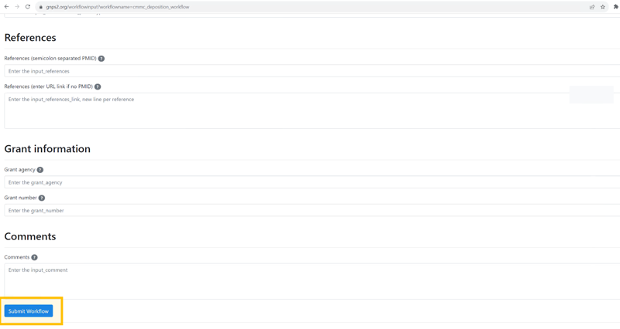 gnps2.org/workflowinput?workflowname=cmmc_deposition_workflow
References
References (semicolon separated PMID) ?
Enter the input_references
References (enter URL link if no PMID) ?
Enter the input_references_link, new line per reference
Grant information
Grant agency ?
Enter the grant_agency
Grant number ?
Enter the grant_number
Comments
Comments ?
Enter the input_comment
Submit Workflow